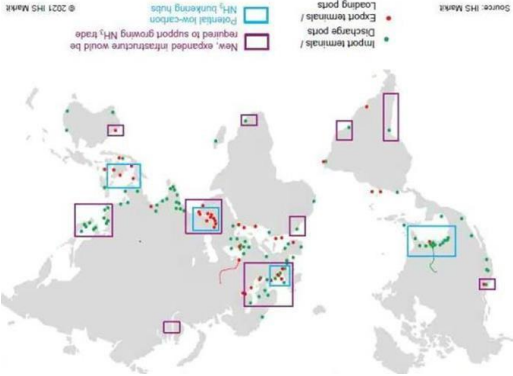 Import terminals /
Discharge ports
Export terminals /
Loading ports
New, expanded infrastructure would be
required to support growing NH₃ trade
Potential low-carbon
NH₃ bunkering hubs
Source: IHS Markit
© 2021 IHS Markit